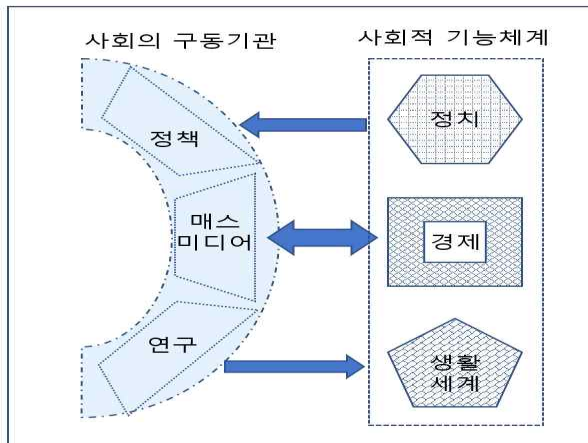 사회의 구동기관
사회적 기능체계
정책
매스
미디어
연구
정치
경제
생활
세계